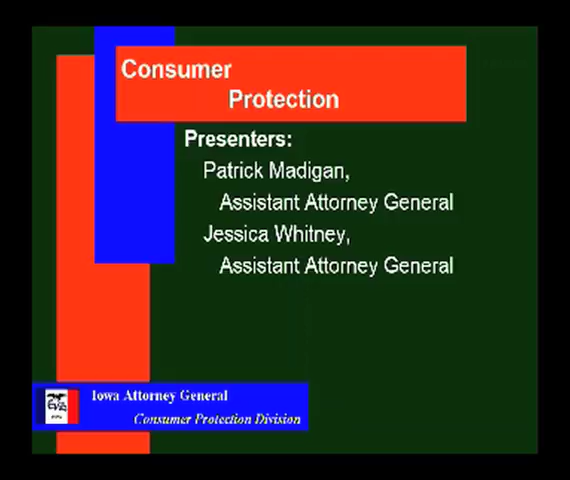 Consumer
Protection
Presenters:
Patrick Madigan,
Assistant Attorney General
Jessica Whitney,
Assistant Attorney General
Iowa Attorney General
Consumer Protection Division